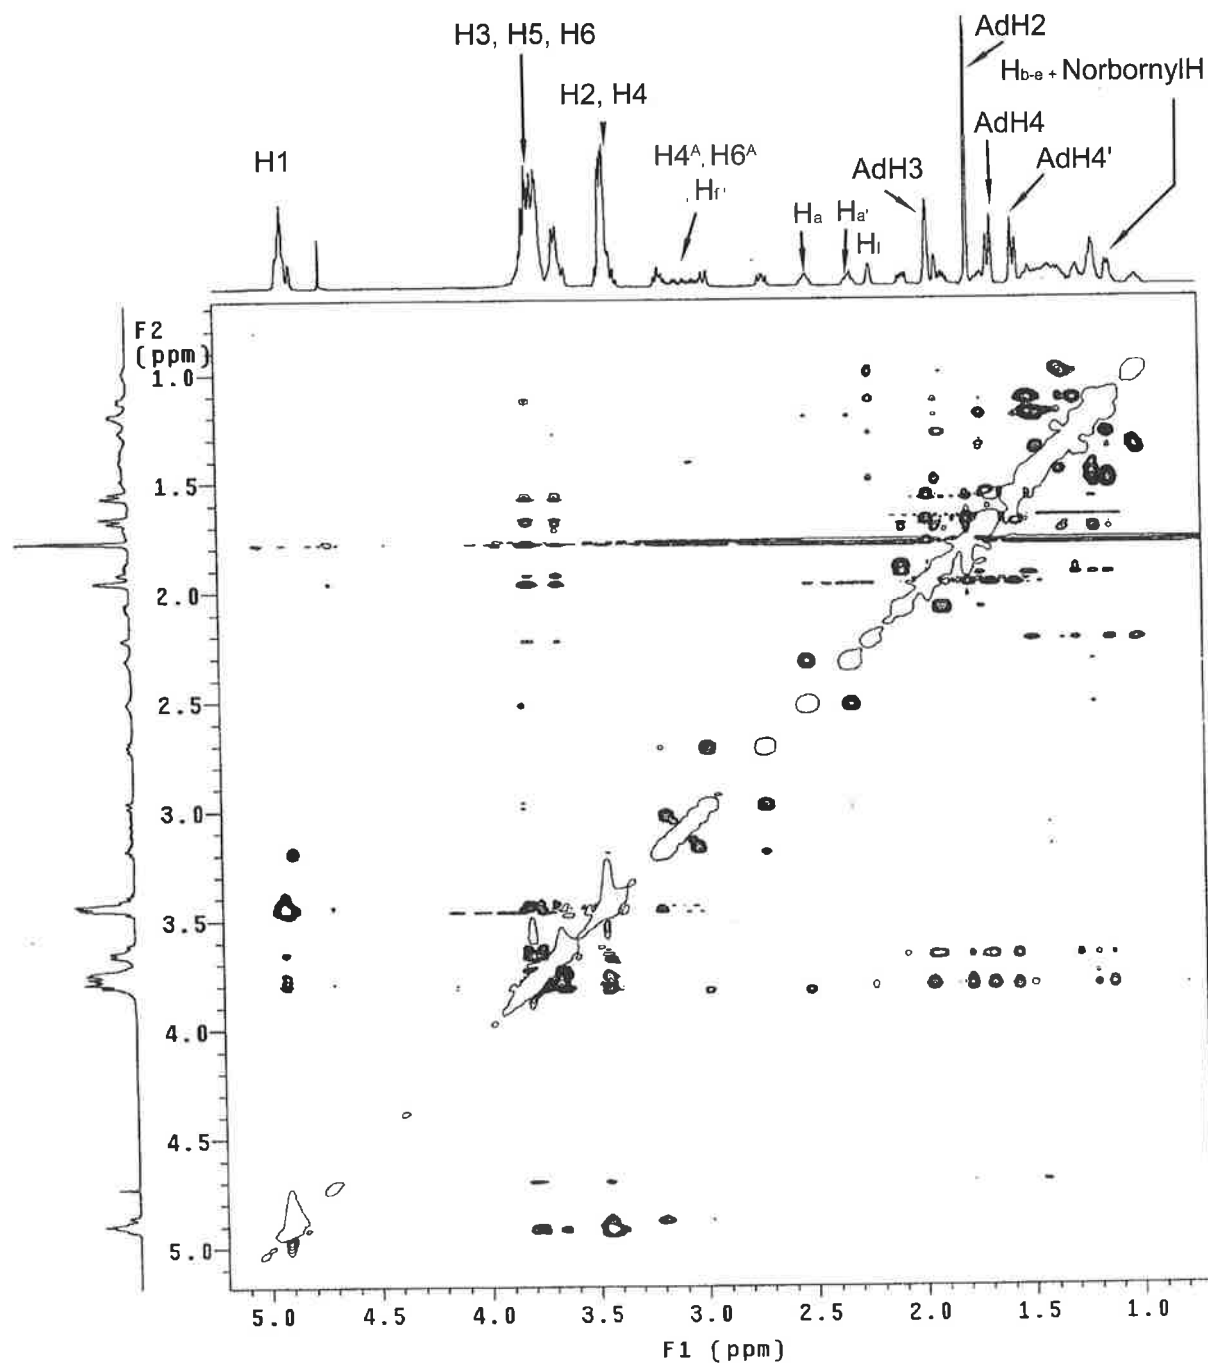 AdH2
H3, H5, H6
Hb-e + NorbornylH
H2, H4
AdH4
H4A, H6A
, Hf'
H1
AdH3
AdH4'
Ha
Ha'
Hl
F2
(ppm)
1.0
1.5
2.0
2.5
3.0
3.5
4.0
4.5
5.0
5.0 4.5 4.0 3.5 3.0 2.5 2.0 1.5 1.0
F1 (ppm)